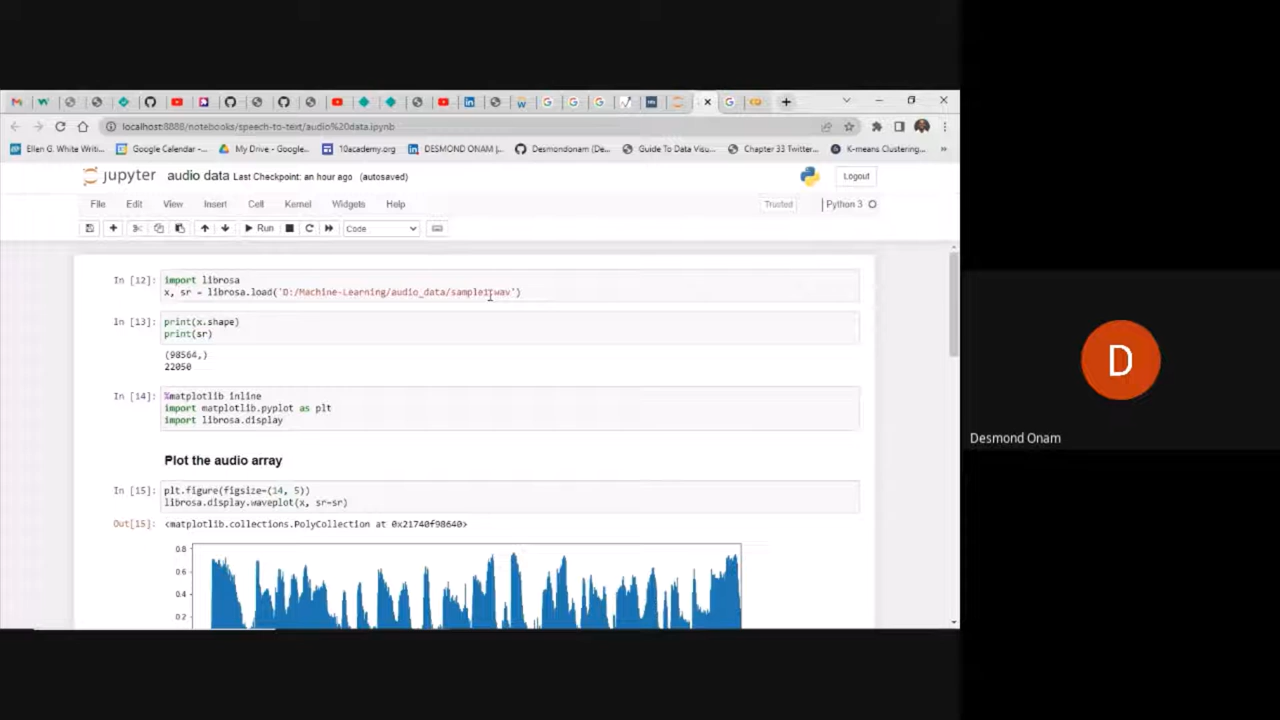 localhost:8888/notebooks/speech-to-text/audio%20data.ipynb
Ellen G. White Writi... Google Calendar -... My Drive - Google... 10academy.org DESMOND ONAM |... Desmondonam (De... Guide To Data Visu... Chapter 33 Twitter... K-means Clustering... »
jupyter audio data Last Checkpoint: an hour ago (autosaved) Logout
File Edit View Insert Cell Kernel Widgets Help Trusted Python 3
Run Code
In [12]: import librosa
x, sr = librosa.load('D:/Machine-Learning/audio_data/sample1.wav')
In [13]: print(x.shape)
print(sr)
(98564,)
22050
In [14]: %matplotlib inline
import matplotlib.pyplot as plt
import librosa.display
Plot the audio array
In [15]: plt.figure(figsize=(14, 5))
librosa.display.waveplot(x, sr=sr)
Out[15]: <matplotlib.collections.PolyCollection at 0x21740f98640>
0.8
0.6
0.4
0.2
D
Desmond Onam